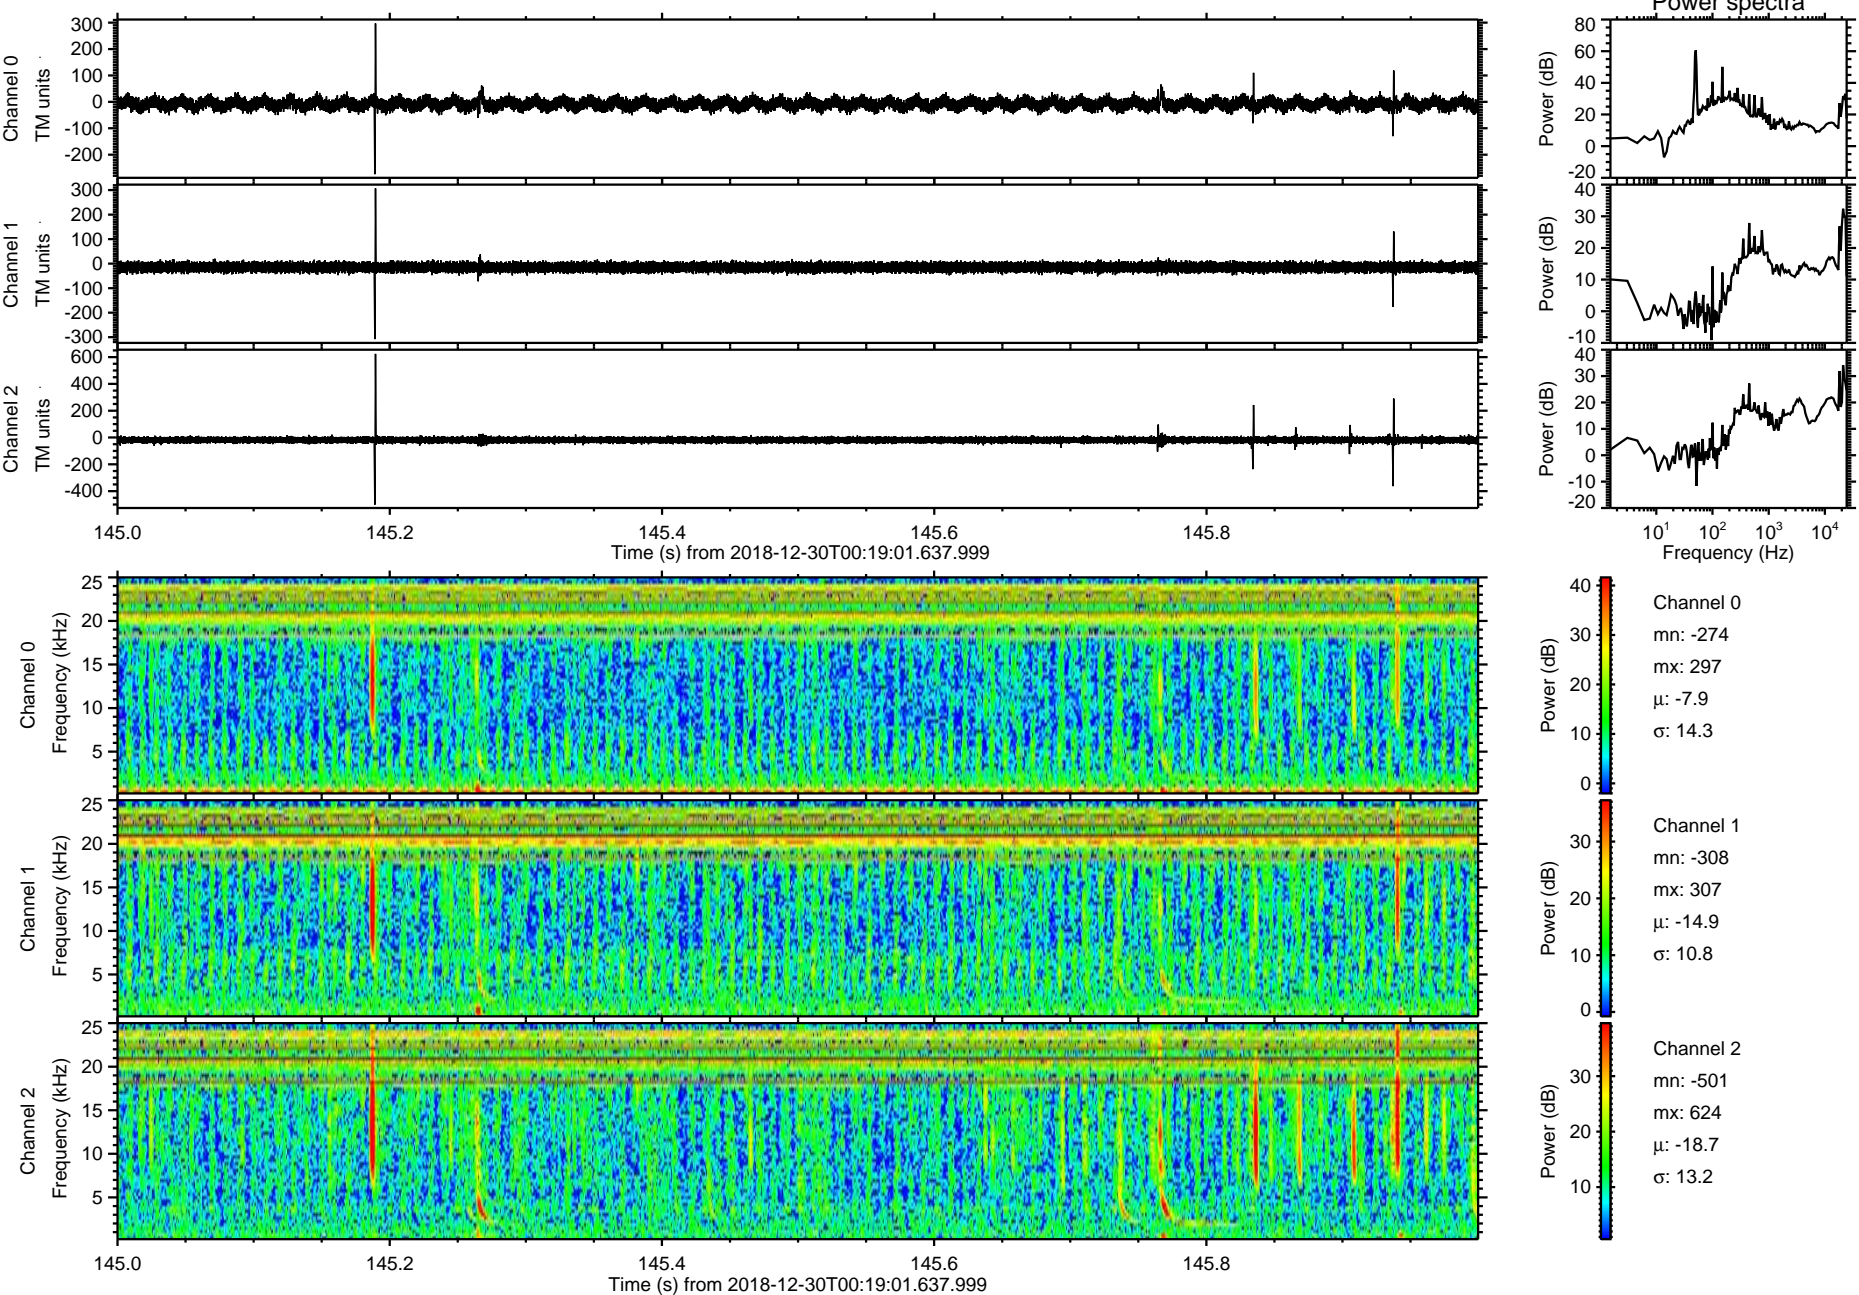 Power spectra
Channel 0
TM units
300
200
100
0
-100
-200
Power (dB)
80
60
40
20
0
-20
Channel 1
TM units
300
200
100
0
-100
-200
-300
Power (dB)
40
30
20
10
0
-10
Channel 2
TM units
600
400
200
0
-200
-400
Power (dB)
40
30
20
10
0
-10
-20
145.0 145.2 145.4 145.6 145.8
Time (s) from 2018-12-30T00:19:01.637.999
10^1 10^2 10^3 10^4
Frequency (Hz)
Channel 0
Frequency (kHz)
25
20
15
10
5
Power (dB)
40
30
20
10
0
Channel 0
mn: -274
mx: 297
μ: -7.9
σ: 14.3
Channel 1
Frequency (kHz)
25
20
15
10
5
Power (dB)
30
20
10
0
Channel 1
mn: -308
mx: 307
μ: -14.9
σ: 10.8
Channel 2
Frequency (kHz)
25
20
15
10
5
Power (dB)
30
20
10
Channel 2
mn: -501
mx: 624
μ: -18.7
σ: 13.2
145.0 145.2 145.4 145.6 145.8
Time (s) from 2018-12-30T00:19:01.637.999